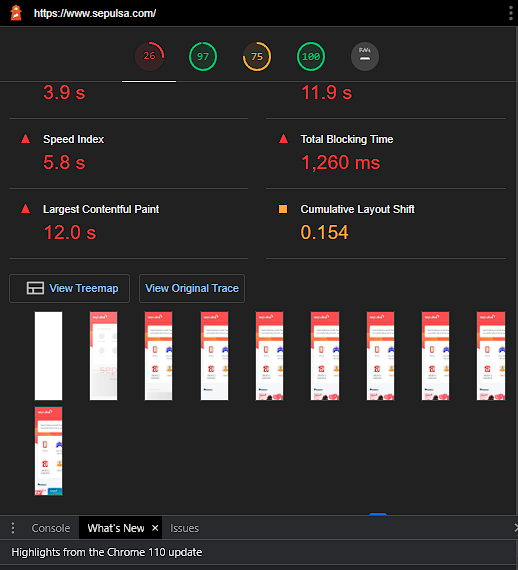 https://www.sepulsa.com/
26
97
75
100
PWA
3.9 s
11.9 s
Speed Index
Total Blocking Time
5.8 s
1,260 ms
Largest Contentful Paint
Cumulative Layout Shift
12.0 s
0.154
View Treemap
View Original Trace
Console
What's New
Issues
Highlights from the Chrome 110 update